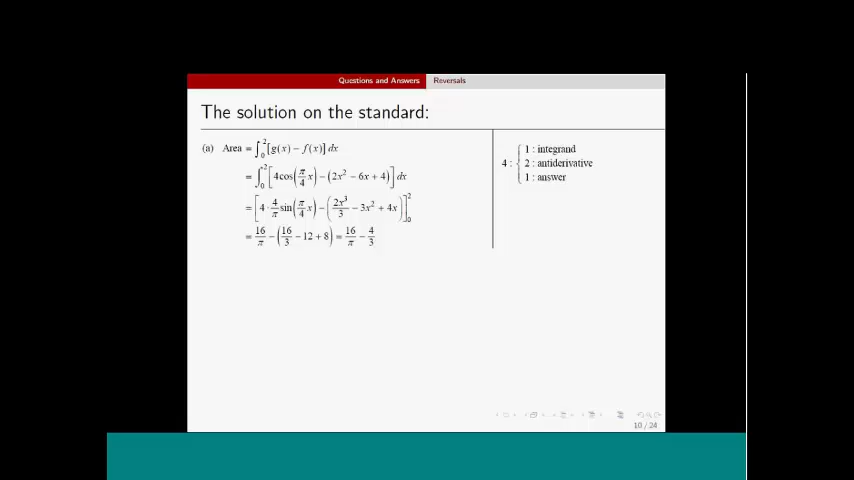 Questions and Answers Reversals
The solution on the standard:
(a) Area = ∫₀² [g(x) − f(x)] dx
= ∫₀² [4cos(π/4 x) − (2x² − 6x + 4)] dx
= [4 · 4/π sin(π/4 x) − (2x³/3 − 3x² + 4x)]₀²
= 16/π − (16/3 − 12 + 8) = 16/π − 4/3
4 : { 1 : integrand
2 : antiderivative
1 : answer
10 / 24